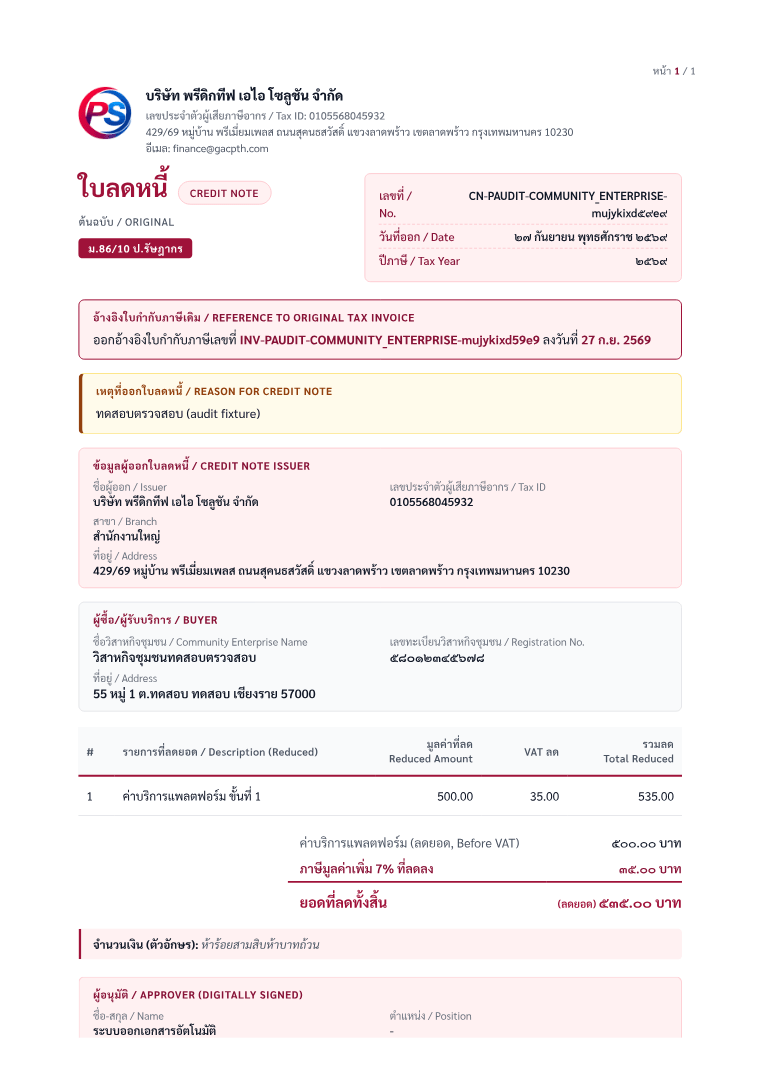 หน้า 1 / 1
PS
บริษัท พรีดิกทีฟ เอไอ โซลูชัน จำกัด
เลขประจำตัวผู้เสียภาษีอากร / Tax ID: 0105568045932
429/69 หมู่บ้าน พรีเมี่ยมเพลส ถนนสุคนธสวัสดิ์ แขวงลาดพร้าว เขตลาดพร้าว กรุงเทพมหานคร 10230
อีเมล: finance@gacpth.com
ใบลดหนี้ CREDIT NOTE
ต้นฉบับ / ORIGINAL
ม.86/10 ป.รัษฎากร
เลขที่ / No. CN-PAUDIT-COMMUNITY_ENTERPRISE-mujykixd๕๙e๙
วันที่ออก / Date ๒๗ กันยายน พุทธศักราช ๒๕๖๙
ปีภาษี / Tax Year ๒๕๖๙
อ้างอิงใบกำกับภาษีเดิม / REFERENCE TO ORIGINAL TAX INVOICE
ออกอ้างอิงใบกำกับภาษีเลขที่ INV-PAUDIT-COMMUNITY_ENTERPRISE-mujykixd59e9 ลงวันที่ 27 ก.ย. 2569
เหตุที่ออกใบลดหนี้ / REASON FOR CREDIT NOTE
ทดสอบตรวจสอบ (audit fixture)
ข้อมูลผู้ออกใบลดหนี้ / CREDIT NOTE ISSUER
ชื่อผู้ออก / Issuer เลขประจำตัวผู้เสียภาษีอากร / Tax ID
บริษัท พรีดิกทีฟ เอไอ โซลูชัน จำกัด 0105568045932
สาขา / Branch
สำนักงานใหญ่
ที่อยู่ / Address
429/69 หมู่บ้าน พรีเมี่ยมเพลส ถนนสุคนธสวัสดิ์ แขวงลาดพร้าว เขตลาดพร้าว กรุงเทพมหานคร 10230
ผู้ซื้อ/ผู้รับบริการ / BUYER
ชื่อวิสาหกิจชุมชน / Community Enterprise Name เลขทะเบียนวิสาหกิจชุมชน / Registration No.
วิสาหกิจชุมชนทดสอบตรวจสอบ ๕๘๐๑๒๓๔๕๖๗๘
ที่อยู่ / Address
55 หมู่ 1 ต.ทดสอบ ทดสอบ เชียงราย 57000
# รายการที่ลดยอด / Description (Reduced) มูลค่าที่ลด Reduced Amount VAT ลด รวมลด Total Reduced
1 ค่าบริการแพลตฟอร์ม ขั้นที่ 1 500.00 35.00 535.00
ค่าบริการแพลตฟอร์ม (ลดยอด, Before VAT) ๕๐๐.๐๐ บาท
ภาษีมูลค่าเพิ่ม 7% ที่ลดลง ๓๕.๐๐ บาท
ยอดที่ลดทั้งสิ้น (ลดยอด) ๕๓๕.๐๐ บาท
จำนวนเงิน (ตัวอักษร): ห้าร้อยสามสิบห้าบาทถ้วน
ผู้อนุมัติ / APPROVER (DIGITALLY SIGNED)
ชื่อ-สกุล / Name ตำแหน่ง / Position
ระบบออกเอกสารอัตโนมัติ -